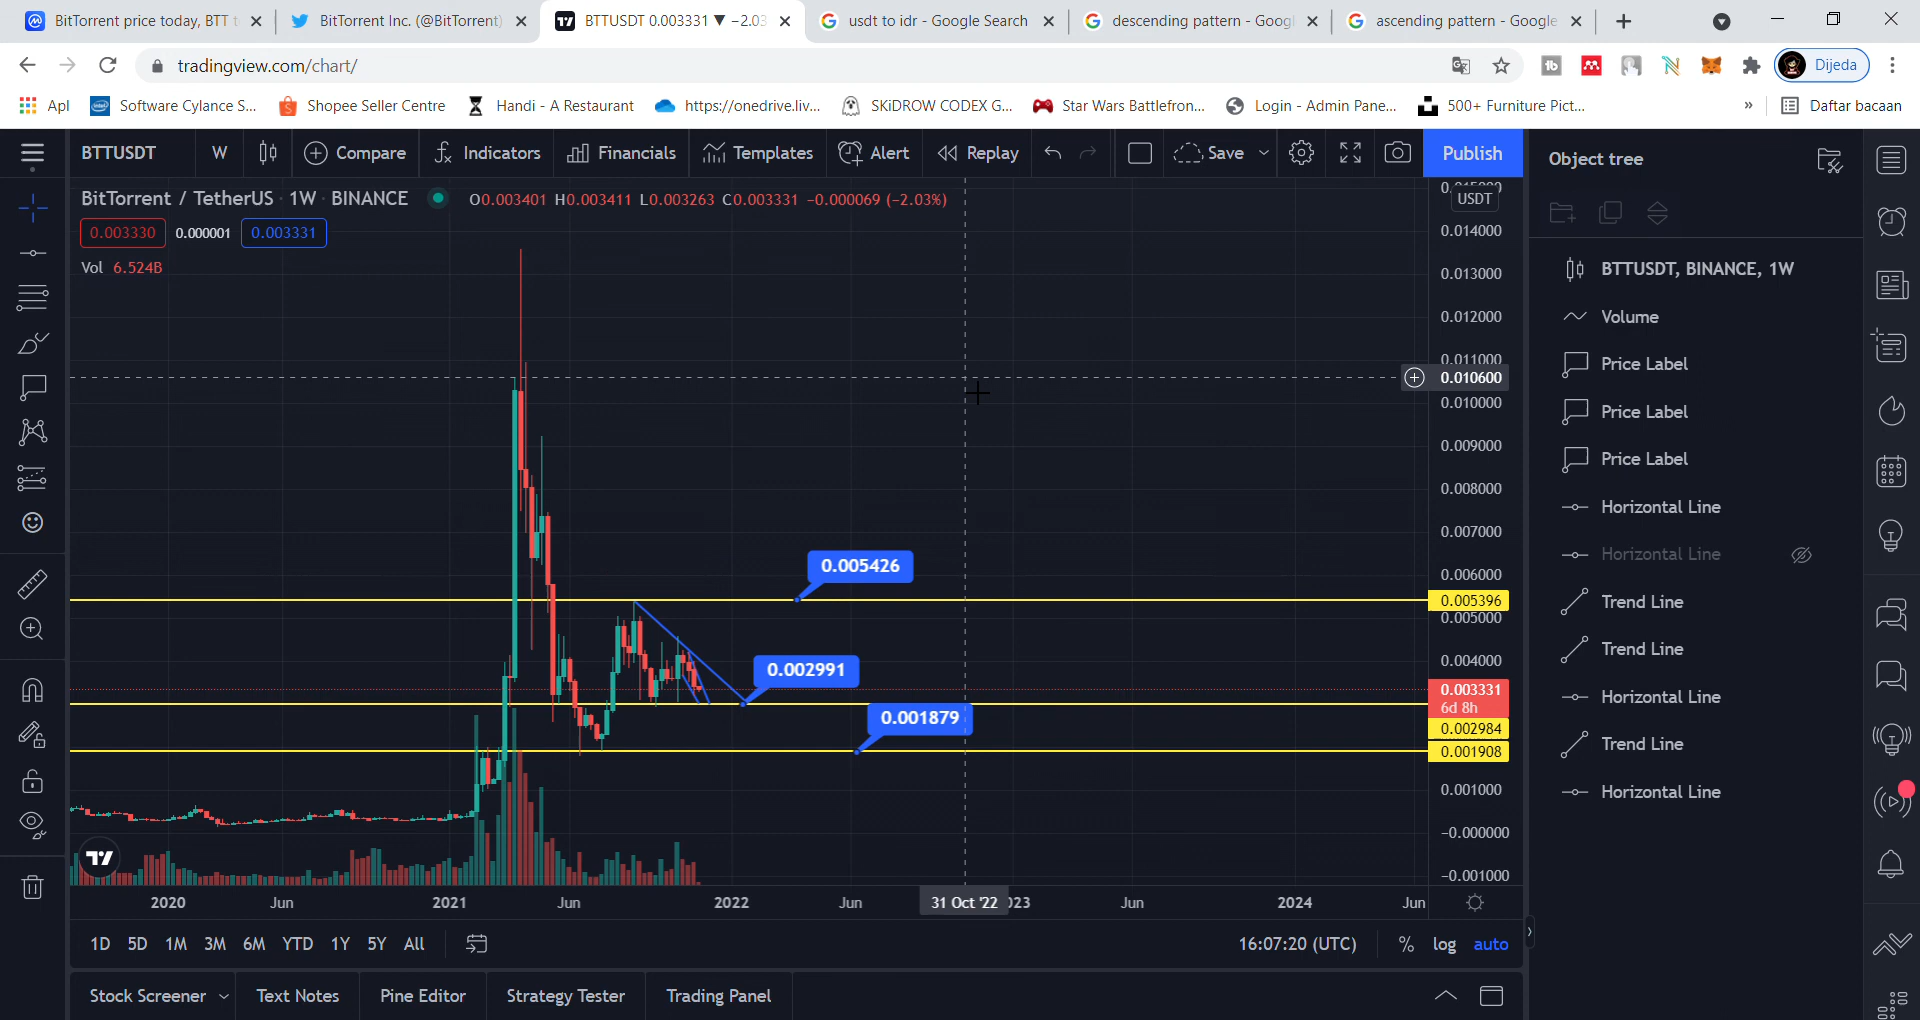 BitTorrent price today, BTT t
BitTorrent Inc. (@BitTorrent)
BTTUSDT 0.003331 ▼ −2.03
usdt to idr - Google Search
descending pattern - Googl
ascending pattern - Google
tradingview.com/chart/
Dijeda
Apl
Software Cylance S...
Shopee Seller Centre
Handi - A Restaurant
https://onedrive.liv...
SKiDROW CODEX G...
Star Wars Battlefron...
Login - Admin Pane...
500+ Furniture Pict...
»
Daftar bacaan
BTTUSDT
W
Compare
Indicators
Financials
Templates
Alert
Replay
Save
Publish
Object tree
BitTorrent / TetherUS · 1W · BINANCE
O0.003401 H0.003411 L0.003263 C0.003331 −0.000069 (−2.03%)
USDT
0.003330
0.000001
0.003331
Vol 6.524B
0.014000
0.013000
0.012000
0.011000
0.010600
0.010000
0.009000
0.008000
0.007000
0.006000
0.005396
0.005000
0.004000
0.003331
6d 8h
0.002984
0.001908
0.001000
-0.000000
-0.001000
0.005426
0.002991
0.001879
BTTUSDT, BINANCE, 1W
Volume
Price Label
Price Label
Price Label
Horizontal Line
Horizontal Line
Trend Line
Trend Line
Horizontal Line
Trend Line
Horizontal Line
2020
Jun
2021
Jun
2022
Jun
31 Oct '22
023
Jun
2024
Jun
1D 5D 1M 3M 6M YTD 1Y 5Y All
16:07:20 (UTC)
% log auto
Stock Screener
Text Notes
Pine Editor
Strategy Tester
Trading Panel